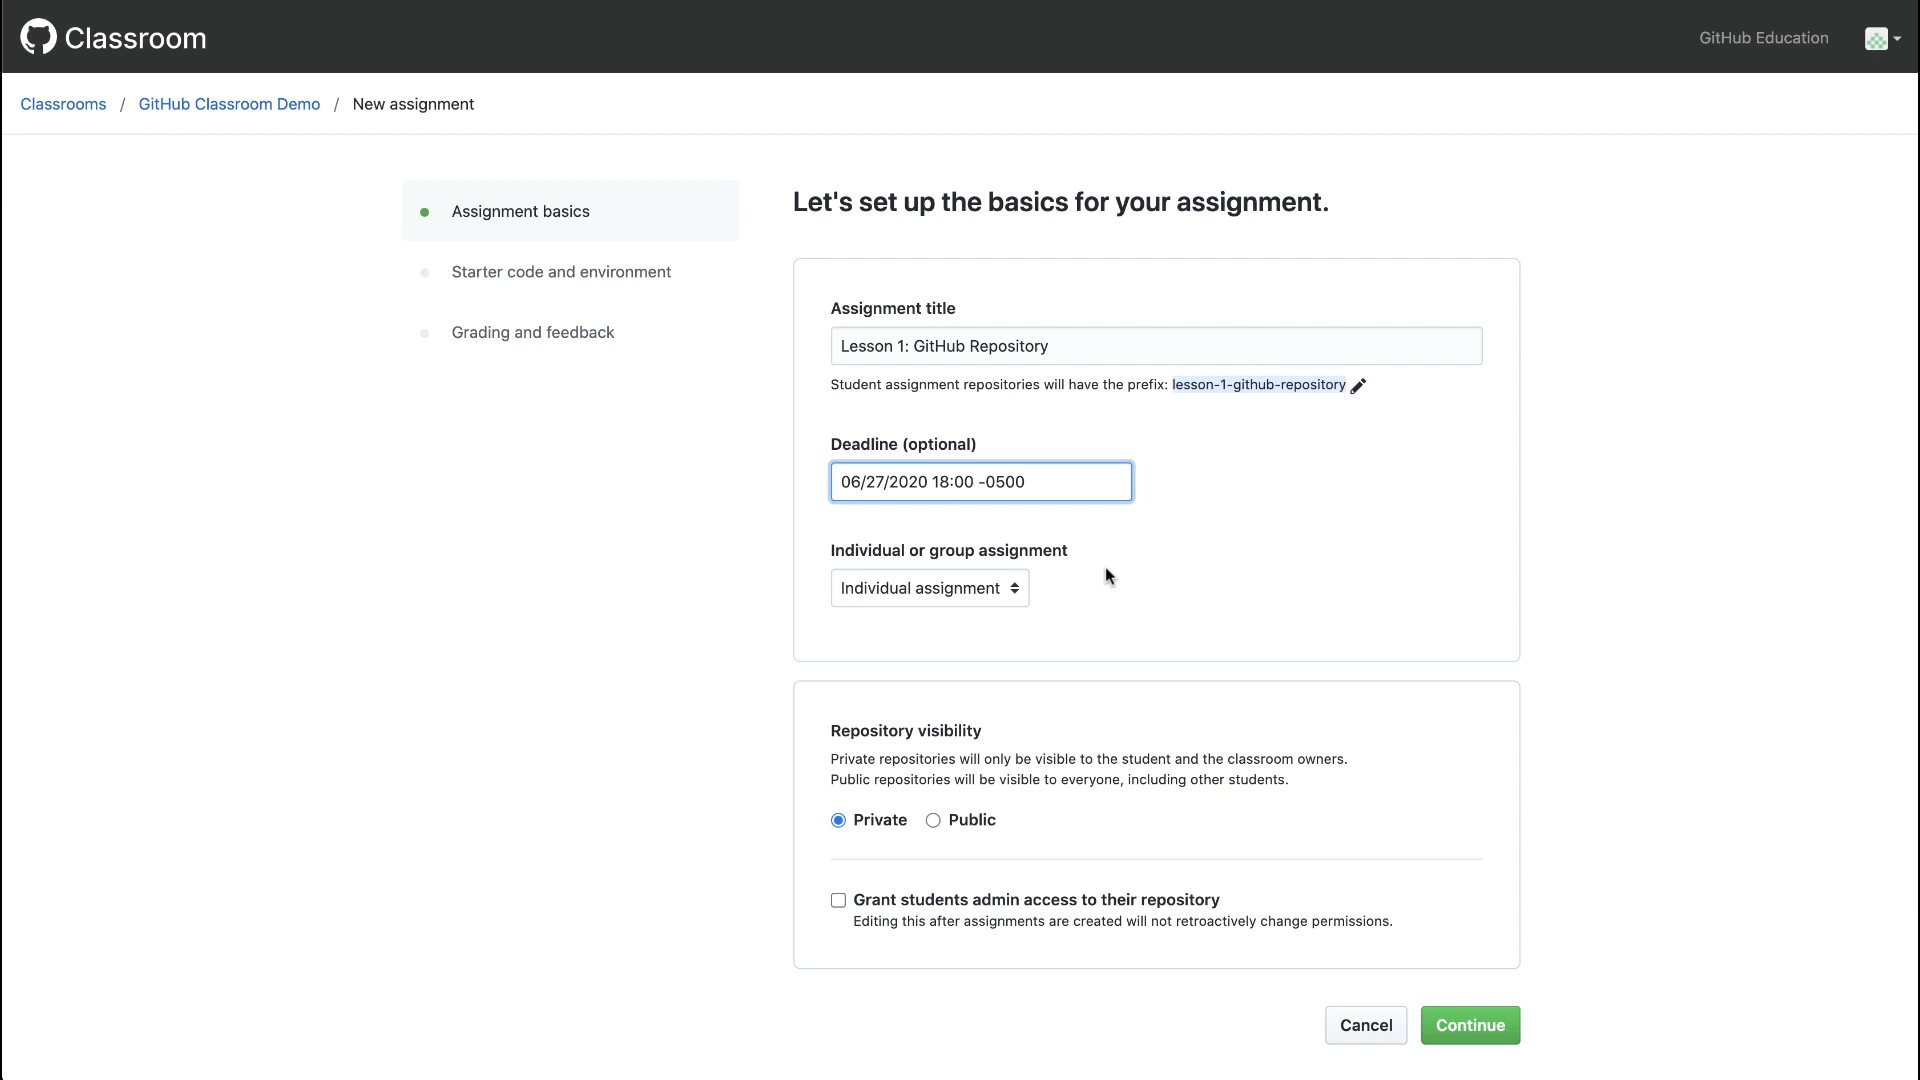 Classroom
GitHub Education
Classrooms / GitHub Classroom Demo / New assignment
Assignment basics
Starter code and environment
Grading and feedback
Let's set up the basics for your assignment.
Assignment title
Lesson 1: GitHub Repository
Student assignment repositories will have the prefix: lesson-1-github-repository
Deadline (optional)
06/27/2020 18:00 -0500
Individual or group assignment
Individual assignment
Repository visibility
Private repositories will only be visible to the student and the classroom owners.
Public repositories will be visible to everyone, including other students.
Private Public
Grant students admin access to their repository
Editing this after assignments are created will not retroactively change permissions.
Cancel Continue